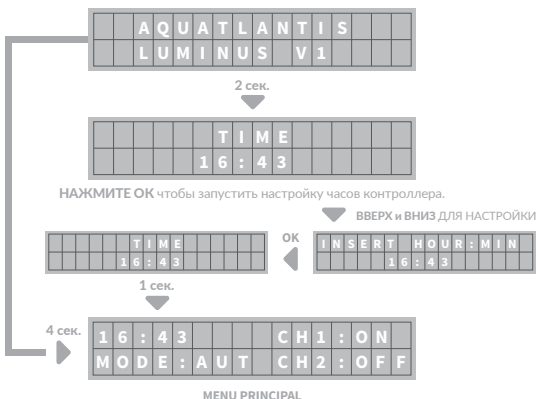 AQUATLANTIS
LUMINUS V1
2 сек.
TIME
16:43
НАЖМИТЕ ОК чтобы запустить настройку часов контроллера.
ВВЕРХ и ВНИЗ ДЛЯ НАСТРОЙКИ
TIME
16:43
OK
INSERT HOUR:MIN
16:43
1 сек.
4 сек.
16:43 CH1:ON
MODE:AUT CH2:OFF
MENU PRINCIPAL